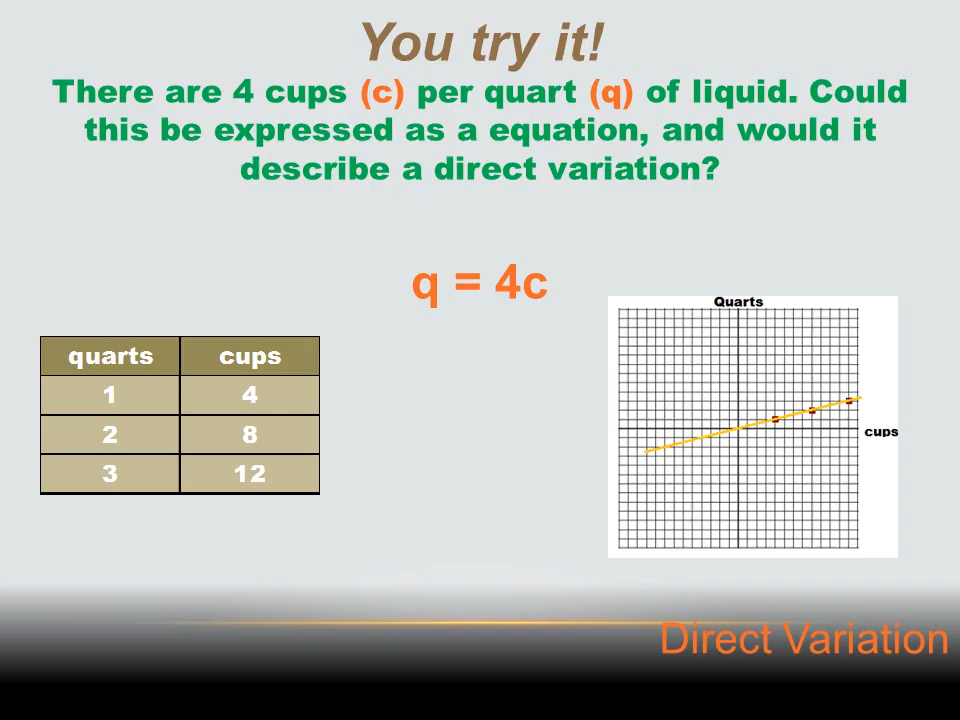 You try it!
There are 4 cups (c) per quart (q) of liquid. Could
this be expressed as a equation, and would it
describe a direct variation?
q = 4c
Quarts
quarts cups
1 4
2 8
3 12
cups
Direct Variation